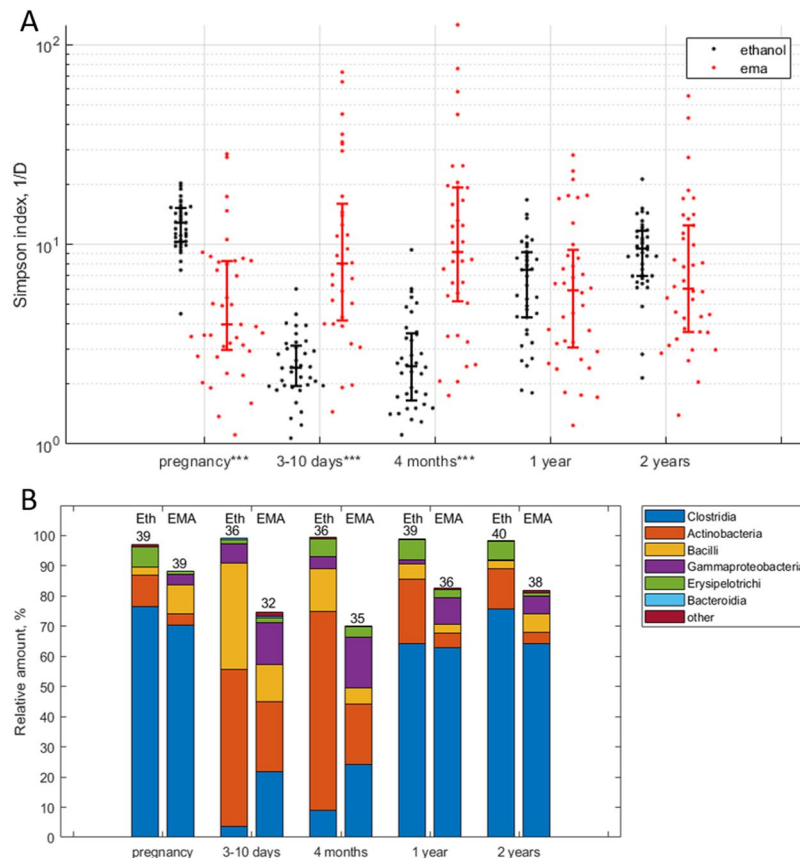 A
10²
10¹
10⁰
Simpson index, 1/D
ethanol
ema
pregnancy*** 3-10 days*** 4 months*** 1 year 2 years
B
100
90
80
70
60
50
40
30
20
10
0
Relative amount, %
Eth EMA Eth EMA Eth EMA Eth EMA Eth EMA
39 39 36 32 36 35 39 36 40 38
pregnancy 3-10 days 4 months 1 year 2 years
Clostridia
Actinobacteria
Bacilli
Gammaproteobacteria
Erysipelotrichi
Bacteroidia
other